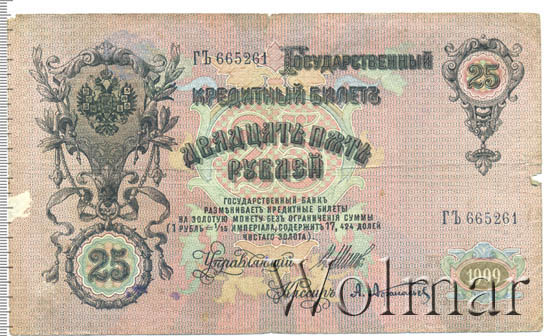 ГЪ 665261
ГОСУДАРСТВЕННЫЙ
25
КРЕДИТНЫЙ БИЛЕТЪ
ДВАДЦАТЬ ПЯТЬ
РУБЛЕЙ
ГОСУДАРСТВЕННЫЙ БАНКЪ
РАЗМѢНИВАЕТЪ КРЕДИТНЫЕ БИЛЕТЫ
НА ЗОЛОТУЮ МОНЕТУ БЕЗЪ ОГРАНИЧЕНІЯ СУММЫ
(1 РУБЛЬ = 1/15 ИМПЕРІАЛА, СОДЕРЖИТЪ 17, 424 ДОЛЕЙ
ЧИСТАГО ЗОЛОТА).
ГЪ 665261
25
Управляющій
Кассиръ
1909
Wolmar